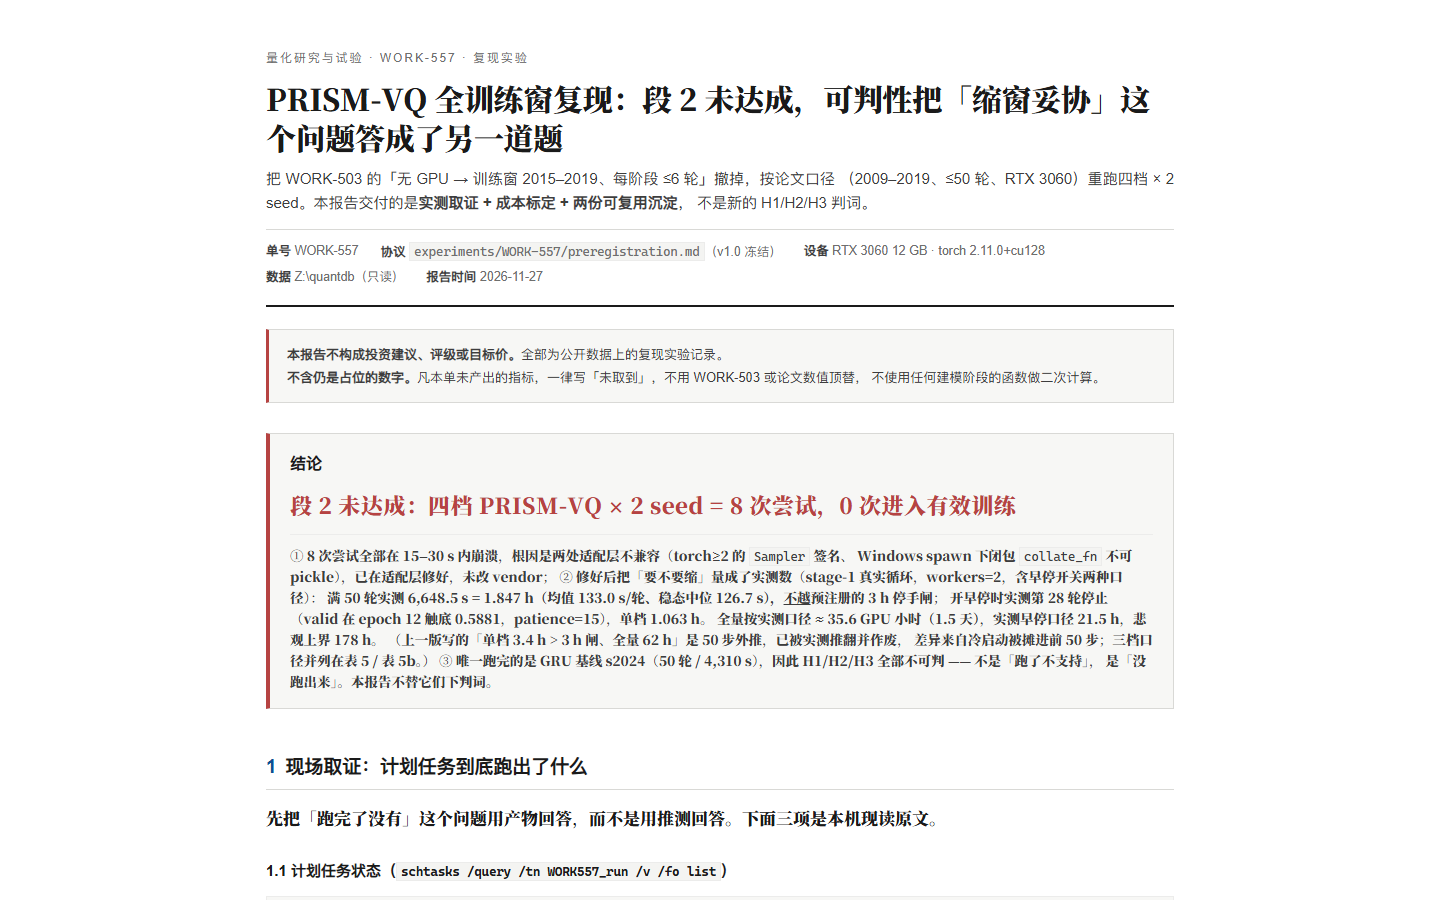 量化研究与试验 · WORK-557 · 复现实验
PRISM-VQ 全训练窗复现：段 2 未达成，可判性把「缩窗妥协」这
个问题答成了另一道题
把 WORK-503 的「无 GPU → 训练窗 2015–2019、每阶段 ≤6 轮」撤掉，按论文口径 （2009–2019、≤50 轮、RTX 3060）重跑四档 × 2
seed。本报告交付的是实测取证 + 成本标定 + 两份可复用沉淀， 不是新的 H1/H2/H3 判词。
单号 WORK-557 协议 experiments/WORK-557/preregistration.md （v1.0 冻结） 设备 RTX 3060 12 GB · torch 2.11.0+cu128
数据 Z:\quantdb（只读） 报告时间 2026-11-27
本报告不构成投资建议、评级或目标价。全部为公开数据上的复现实验记录。
不含仍是占位的数字。凡本单未产出的指标，一律写「未取到」，不用 WORK-503 或论文数值顶替， 不使用任何建模阶段的函数做二次计算。
结论
段 2 未达成：四档 PRISM-VQ × 2 seed = 8 次尝试，0 次进入有效训练
① 8 次尝试全部在 15–30 s 内崩溃，根因是两处适配层不兼容（torch≥2 的 Sampler 签名、 Windows spawn 下闭包 collate_fn 不可
pickle），已在适配层修好，未改 vendor； ② 修好后把「要不要缩」量成了实测数（stage-1 真实循环，workers=2，含早停开关两种口
径）： 满 50 轮实测 6,648.5 s = 1.847 h（均值 133.0 s/轮、稳态中位 126.7 s），不越预注册的 3 h 停手闸； 开早停时实测第 28 轮停止
（valid 在 epoch 12 触底 0.5881，patience=15），单档 1.063 h。 全量按实测口径 ≈ 35.6 GPU 小时（1.5 天），实测早停口径 21.5 h，悲
观上界 178 h。 （上一版写的「单档 3.4 h > 3 h 闸、全量 62 h」是 50 步外推，已被实测推翻并作废， 差异来自冷启动被摊进前 50 步；三档口
径并列在表 5 / 表 5b。） ③ 唯一跑完的是 GRU 基线 s2024（50 轮 / 4,310 s），因此 H1/H2/H3 全部不可判 —— 不是「跑了不支持」， 是「没
跑出来」。本报告不替它们下判词。
1 现场取证：计划任务到底跑出了什么
先把「跑完了没有」这个问题用产物回答，而不是用推测回答。下面三项是本机现读原文。
1.1 计划任务状态（ schtasks /query /tn WORK557_run /v /fo list ）